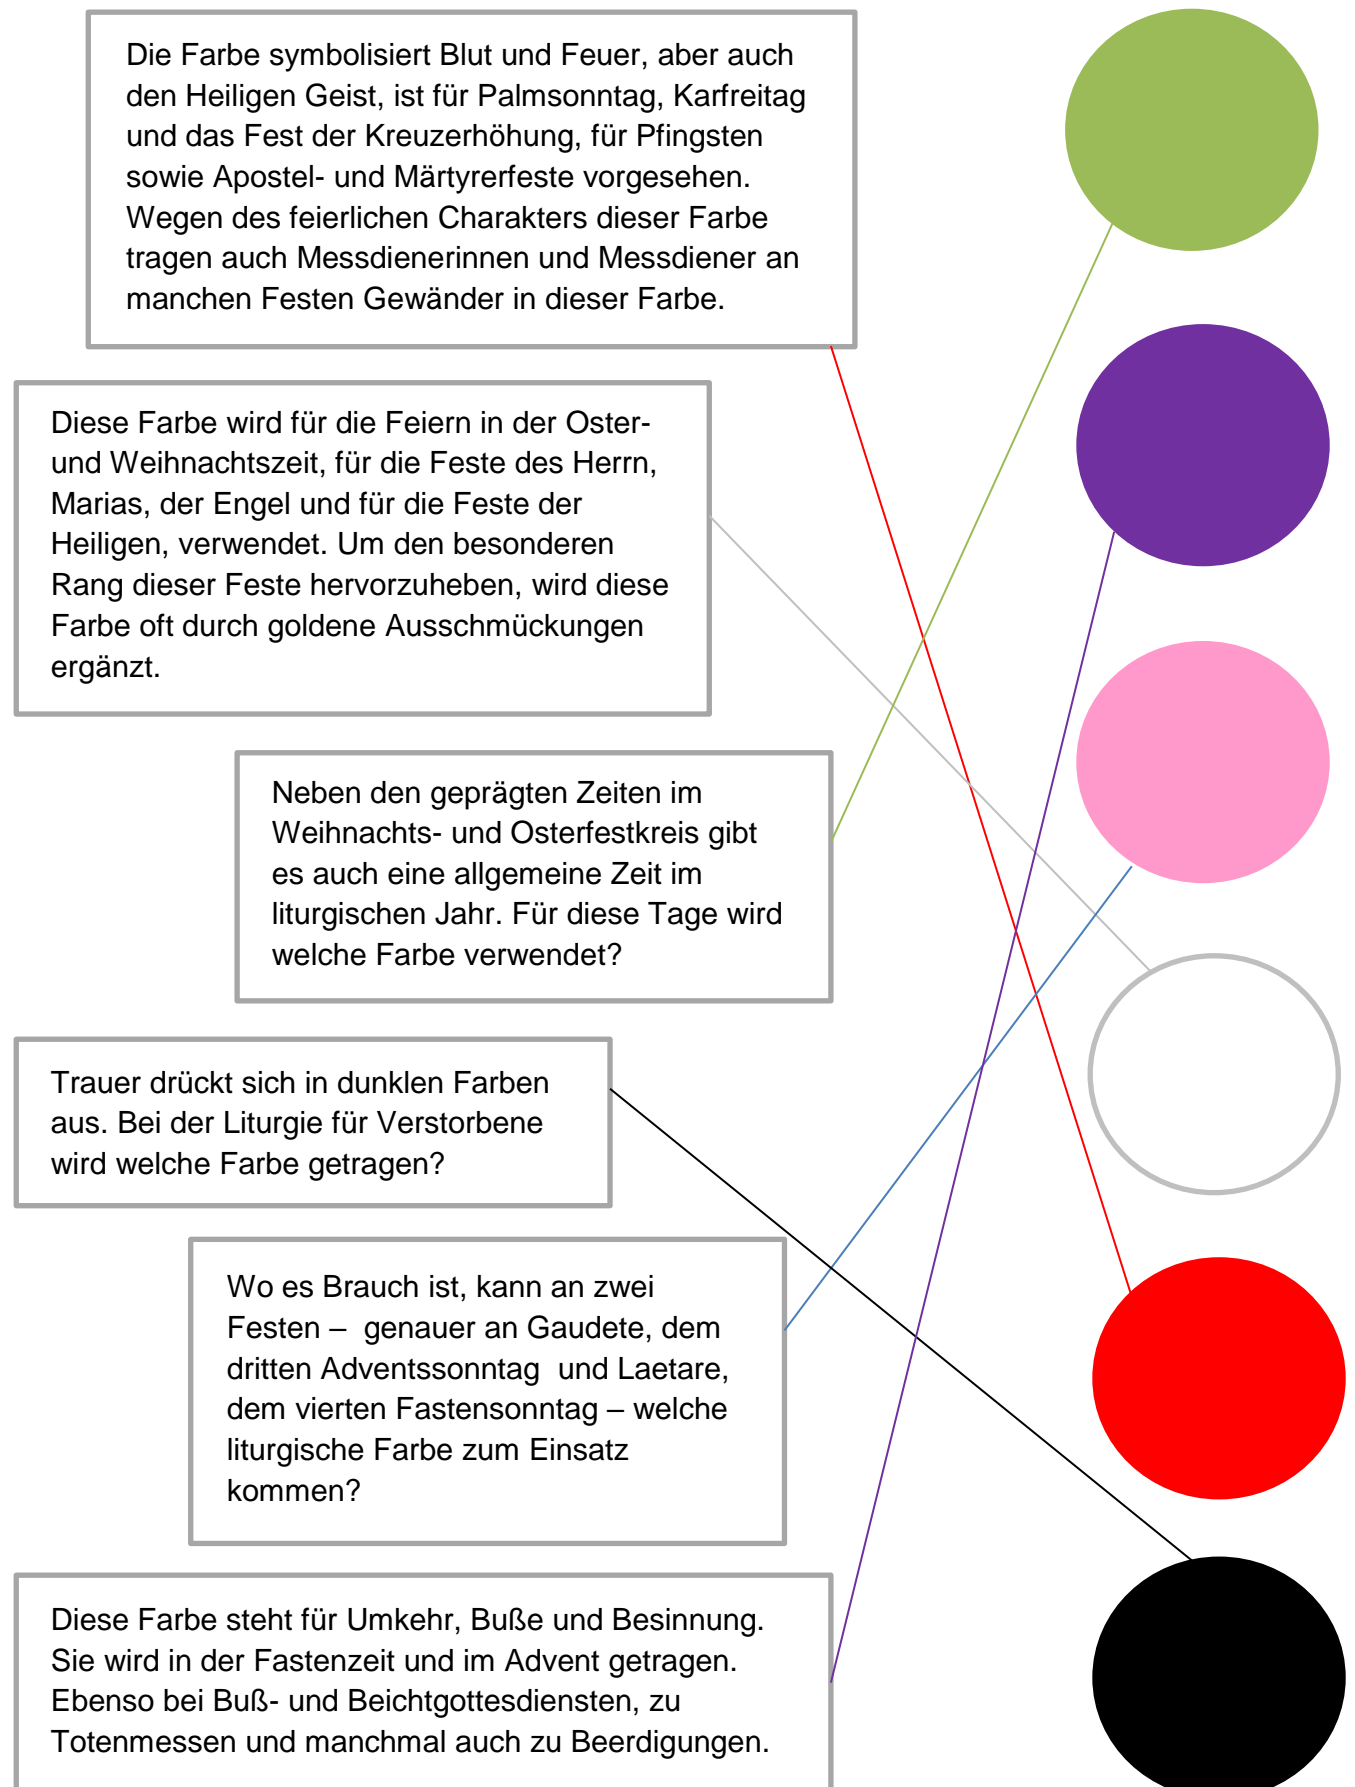 Die Farbe symbolisiert Blut und Feuer, aber auch
den Heiligen Geist, ist für Palmsonntag, Karfreitag
und das Fest der Kreuzerhöhung, für Pfingsten
sowie Apostel- und Märtyrerfeste vorgesehen.
Wegen des feierlichen Charakters dieser Farbe
tragen auch Messdienerinnen und Messdiener an
manchen Festen Gewänder in dieser Farbe.
Diese Farbe wird für die Feiern in der Oster-
und Weihnachtszeit, für die Feste des Herrn,
Marias, der Engel und für die Feste der
Heiligen, verwendet. Um den besonderen
Rang dieser Feste hervorzuheben, wird diese
Farbe oft durch goldene Ausschmückungen
ergänzt.
Neben den geprägten Zeiten im
Weihnachts- und Osterfestkreis gibt
es auch eine allgemeine Zeit im
liturgischen Jahr. Für diese Tage wird
welche Farbe verwendet?
Trauer drückt sich in dunklen Farben
aus. Bei der Liturgie für Verstorbene
wird welche Farbe getragen?
Wo es Brauch ist, kann an zwei
Festen – genauer an Gaudete, dem
dritten Adventssonntag und Laetare,
dem vierten Fastensonntag – welche
liturgische Farbe zum Einsatz
kommen?
Diese Farbe steht für Umkehr, Buße und Besinnung.
Sie wird in der Fastenzeit und im Advent getragen.
Ebenso bei Buß- und Beichtgottesdiensten, zu
Totenmessen und manchmal auch zu Beerdigungen.